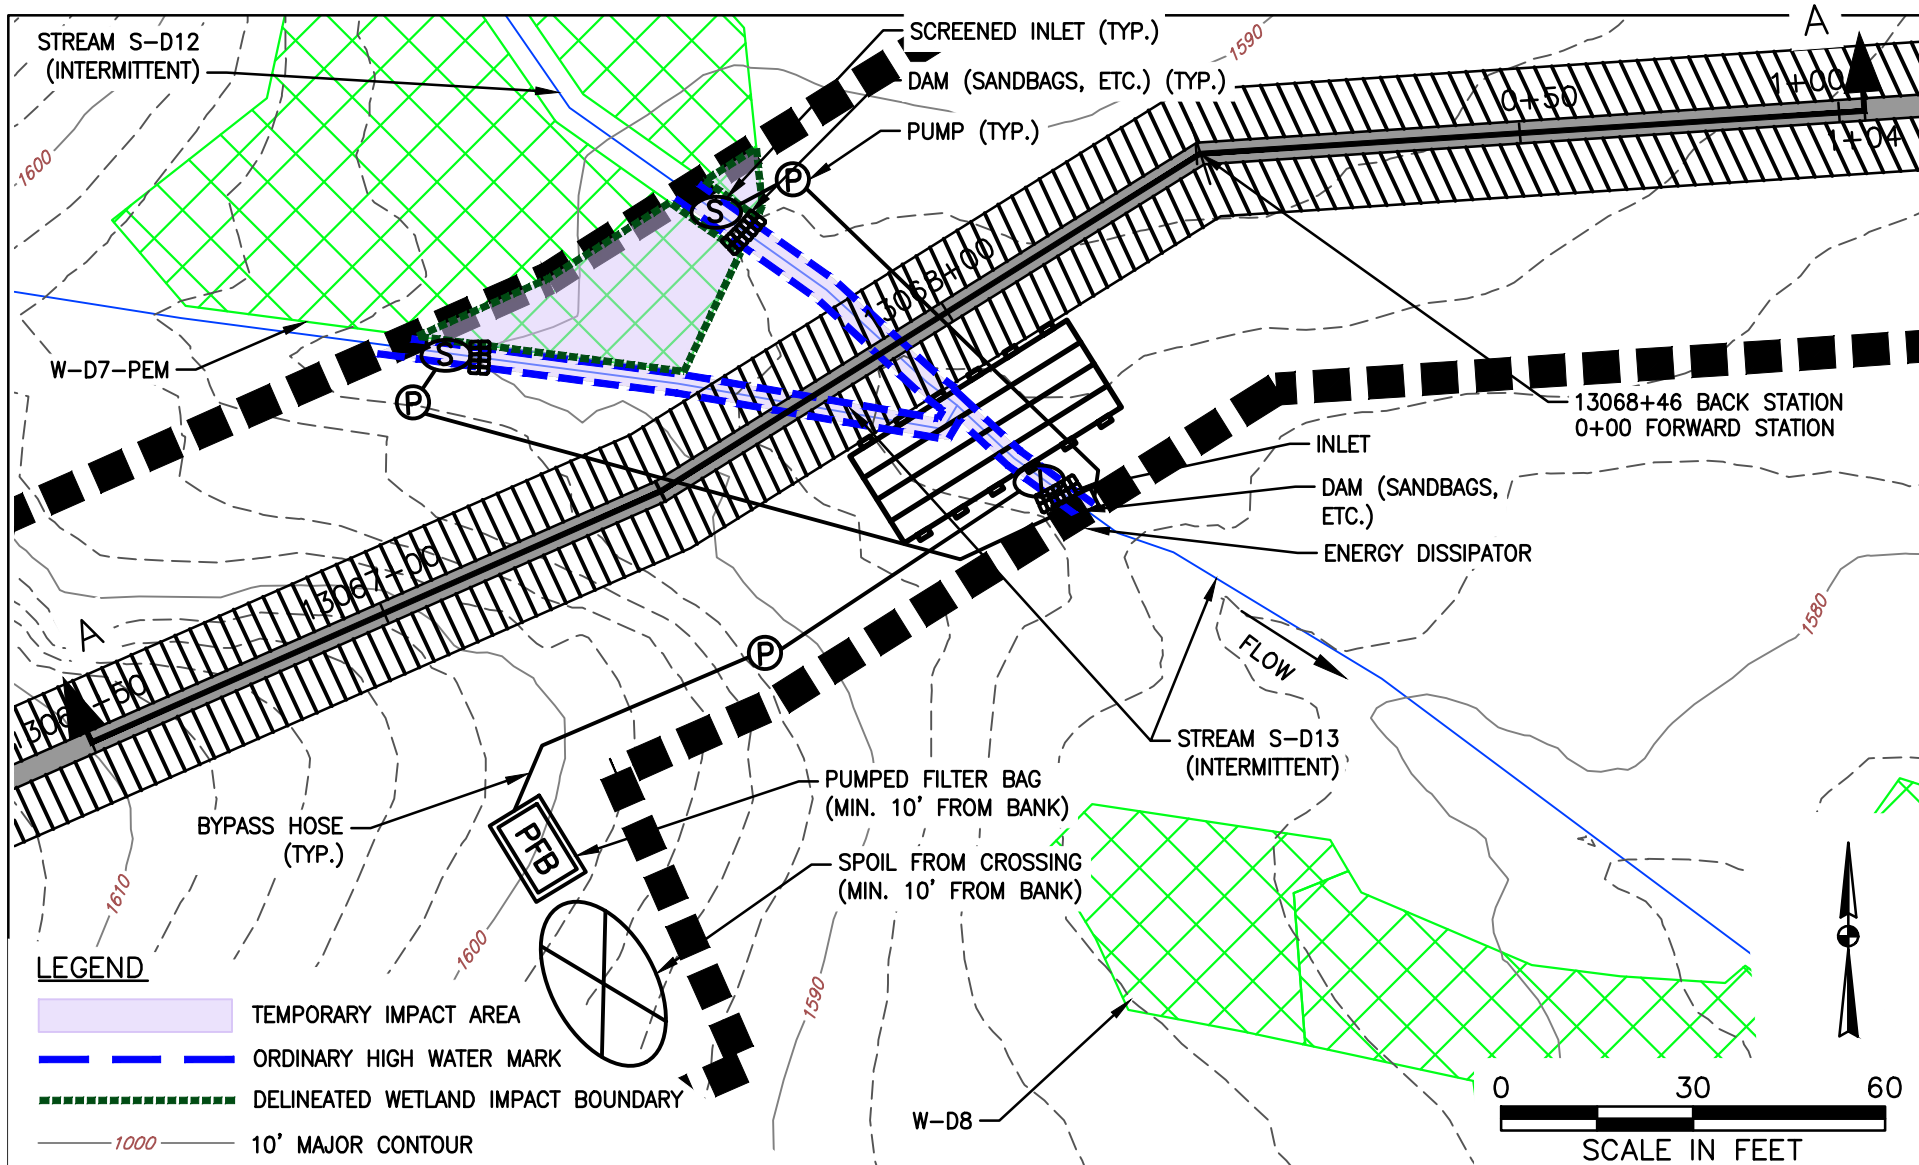 STREAM S-D12
(INTERMITTENT)
SCREENED INLET (TYP.)
DAM (SANDBAGS, ETC.) (TYP.)
PUMP (TYP.)
1590
A
0+50
1+00
1+04
1600
P
S
13068+00
W-D7-PEM
S
P
13068+46 BACK STATION
0+00 FORWARD STATION
INLET
DAM (SANDBAGS,
ETC.)
ENERGY DISSIPATOR
13067+00
A
1580
FLOW
P
STREAM S-D13
(INTERMITTENT)
PUMPED FILTER BAG
(MIN. 10' FROM BANK)
BYPASS HOSE
(TYP.)
PFB
SPOIL FROM CROSSING
(MIN. 10' FROM BANK)
1610
1600
1590
W-D8
LEGEND
TEMPORARY IMPACT AREA
ORDINARY HIGH WATER MARK
DELINEATED WETLAND IMPACT BOUNDARY
1000
10' MAJOR CONTOUR
0 30 60
SCALE IN FEET